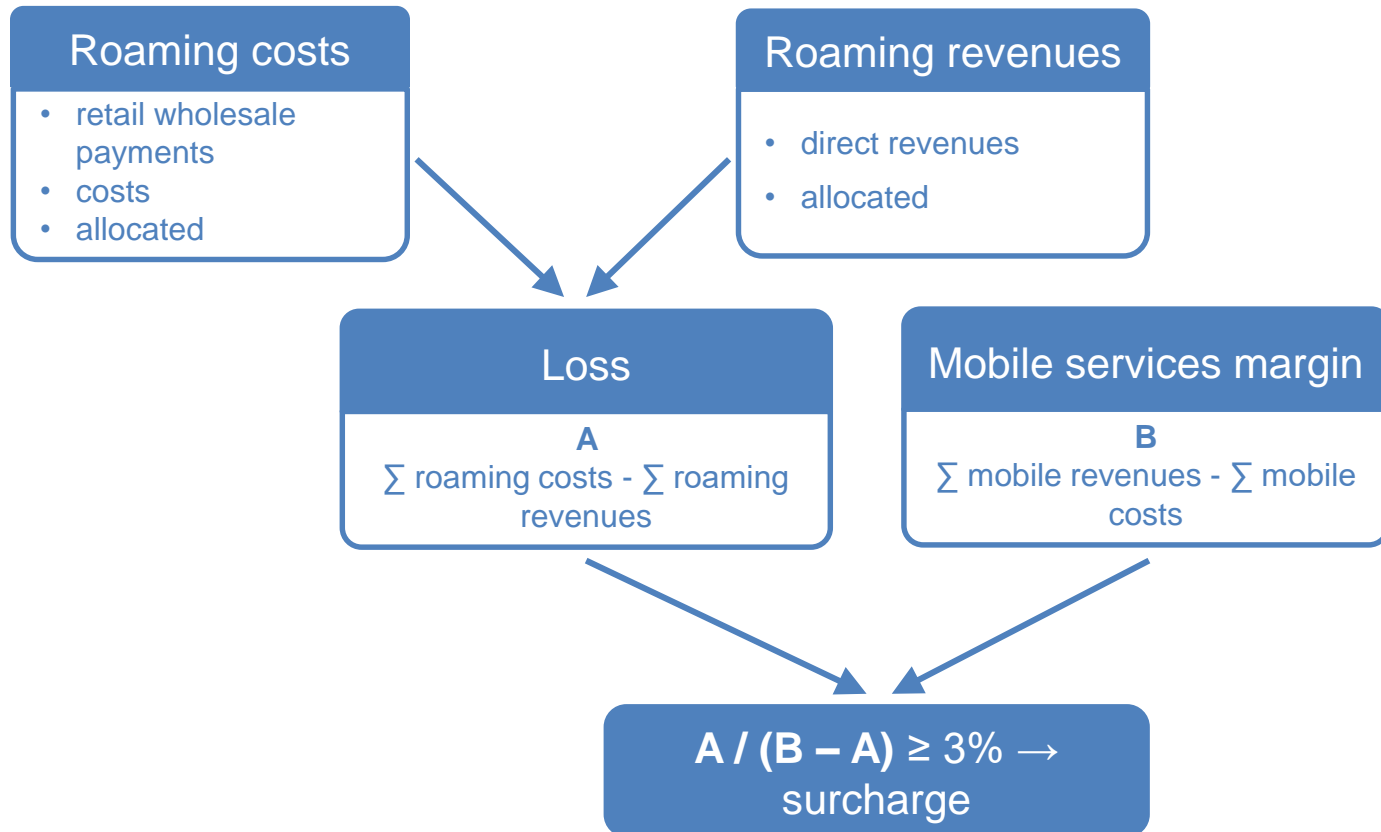 Roaming costs
• retail wholesale
payments
• costs
• allocated
Roaming revenues
• direct revenues
• allocated
Loss
A
∑ roaming costs - ∑ roaming
revenues
Mobile services margin
B
∑ mobile revenues - ∑ mobile
costs
A / (B – A) ≥ 3% →
surcharge